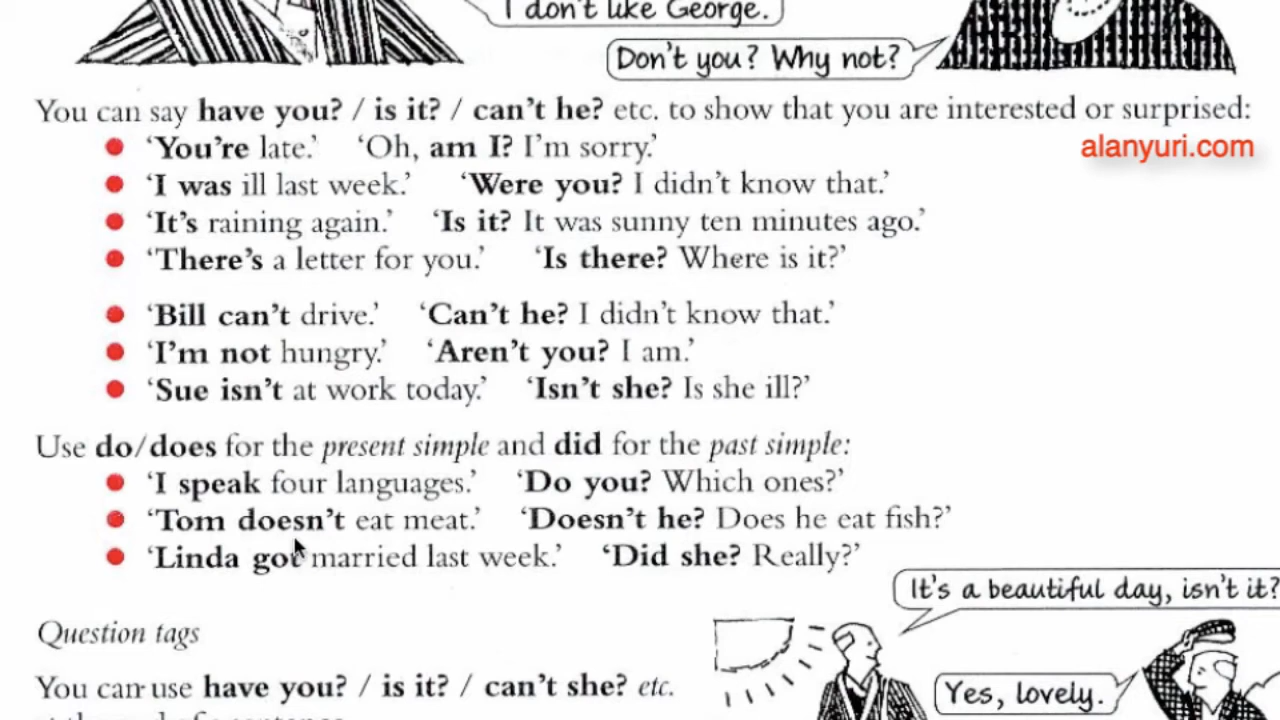 I don't like George.
Don't you? Why not?
You can say have you? / is it? / can't he? etc. to show that you are interested or surprised:
alanyuri.com
'You're late.' 'Oh, am I? I'm sorry.'
'I was ill last week.' 'Were you? I didn't know that.'
'It's raining again.' 'Is it? It was sunny ten minutes ago.'
'There's a letter for you.' 'Is there? Where is it?'
'Bill can't drive.' 'Can't he? I didn't know that.'
'I'm not hungry.' 'Aren't you? I am.'
'Sue isn't at work today.' 'Isn't she? Is she ill?'
Use do/does for the present simple and did for the past simple:
'I speak four languages.' 'Do you? Which ones?'
'Tom doesn't eat meat.' 'Doesn't he? Does he eat fish?'
'Linda got married last week.' 'Did she? Really?'
It's a beautiful day, isn't it?
Question tags
You can use have you? / is it? / can't she? etc.
Yes, lovely.